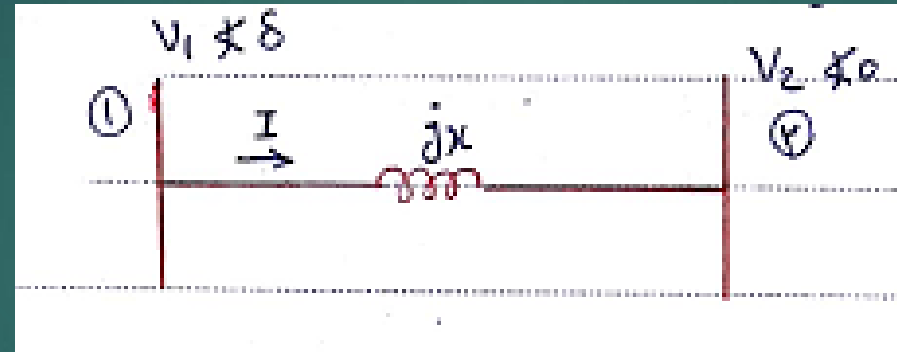 V₁ ∡ δ
V₂ ∡ 0
①
I
jx
②